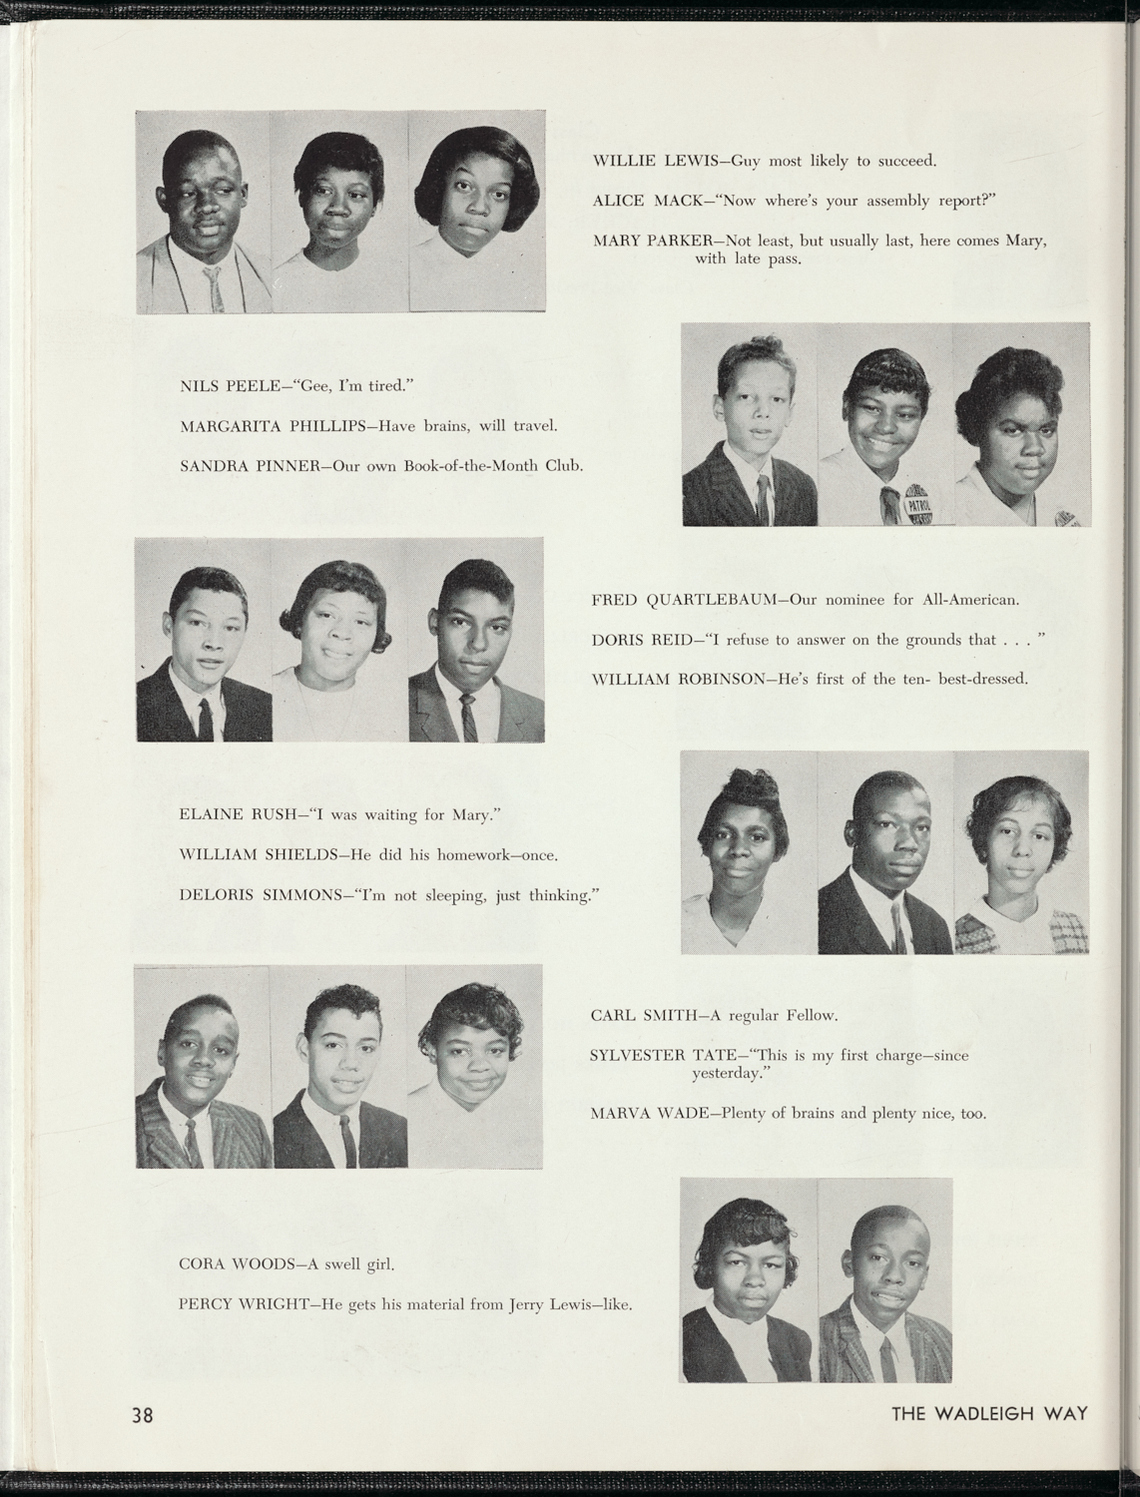 WILLIE LEWIS—Guy most likely to succeed.
ALICE MACK—“Now where's your assembly report?”
MARY PARKER—Not least, but usually last, here comes Mary,
with late pass.
NILS PEELE—“Gee, I'm tired.”
MARGARITA PHILLIPS—Have brains, will travel.
SANDRA PINNER—Our own Book-of-the-Month Club.
PATROL
FRED QUARTLEBAUM—Our nominee for All-American.
DORIS REID—“I refuse to answer on the grounds that . . . ”
WILLIAM ROBINSON—He's first of the ten- best-dressed.
ELAINE RUSH—“I was waiting for Mary.”
WILLIAM SHIELDS—He did his homework—once.
DELORIS SIMMONS—“I'm not sleeping, just thinking.”
CARL SMITH—A regular Fellow.
SYLVESTER TATE—“This is my first charge—since
yesterday.”
MARVA WADE—Plenty of brains and plenty nice, too.
CORA WOODS—A swell girl.
PERCY WRIGHT—He gets his material from Jerry Lewis—like.
38
THE WADLEIGH WAY